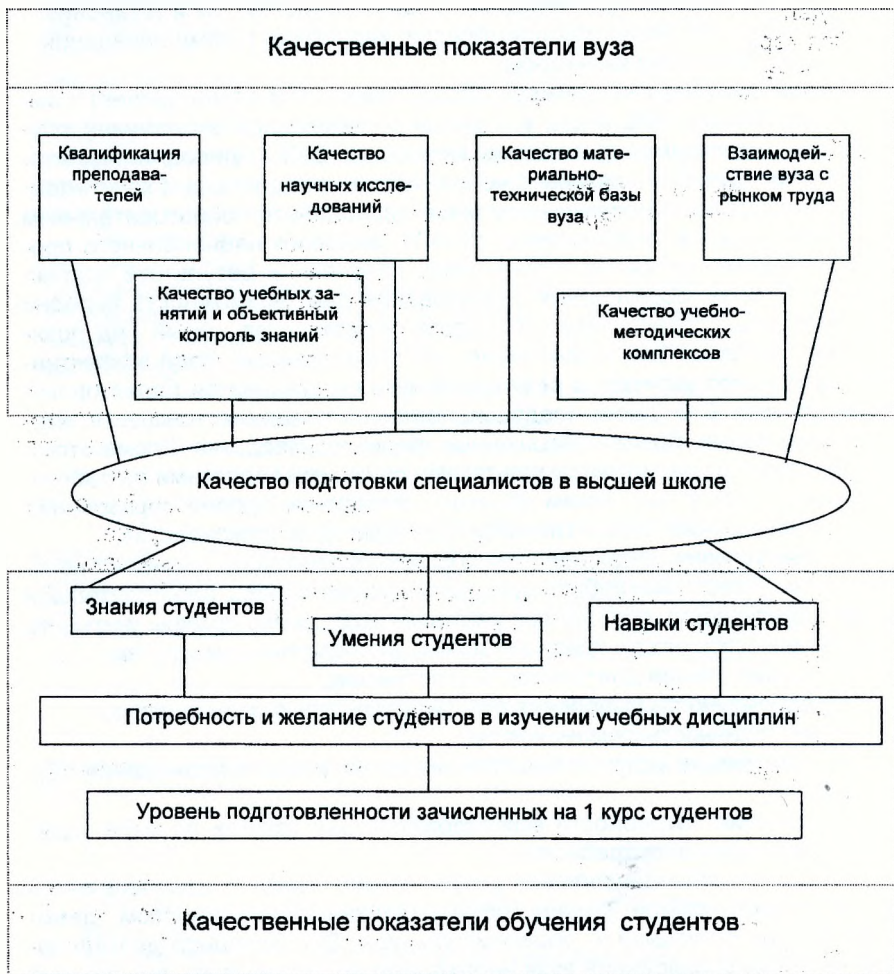 Качественные показатели вуза
Квалификация
преподава-
телей
Качество
научных иссле-
дований
Качество мате-
риально-
технической базы
вуза
Взаимодей-
ствие вуза с
рынком труда
Качество учебных за-
нятий и объективный
контроль знаний
Качество учебно-
методических
комплексов
Качество подготовки специалистов в высшей школе
Знания студентов
Умения студентов
Навыки студентов
Потребность и желание студентов в изучении учебных дисциплин
Уровень подготовленности зачисленных на 1 курс студентов
Качественные показатели обучения студентов